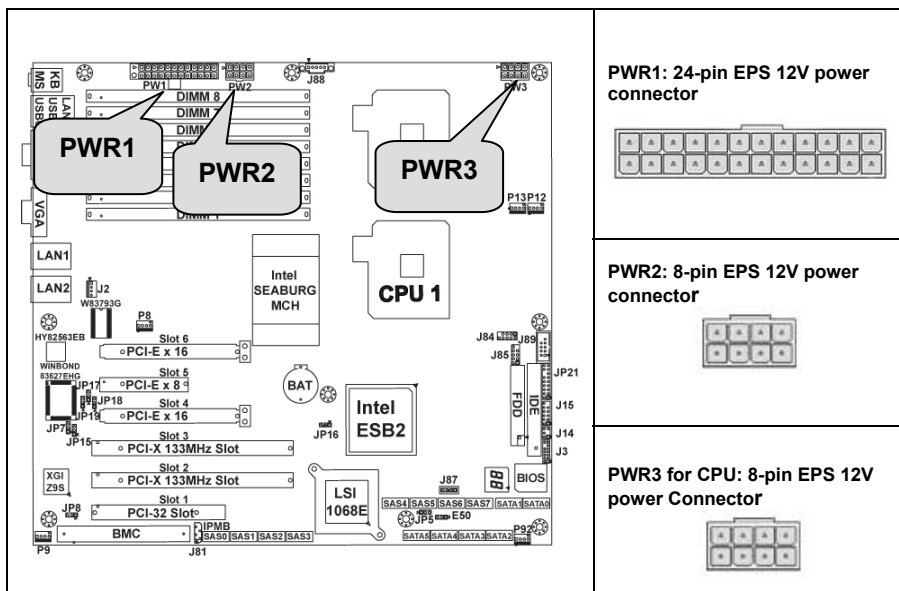 PW1
PW2
J88
PW3
KB
MS
DIMM 8
DIMM 7
PWR1
PWR2
PWR3
VGA
DIMM 1
P13 P12
LAN1
LAN2
J2
W83793G
P8
Intel
SEABURG
MCH
CPU 1
HY82563EB
WINBOND
83627EHG
JP17
JP18
JP19
JP7
JP15
Slot 6
PCI-E x 16
Slot 5
PCI-E x 8
Slot 4
PCI-E x 16
Slot 3
PCI-X 133MHz Slot
Slot 2
PCI-X 133MHz Slot
Slot 1
PCI-32 Slot
BAT
JP16
Intel
ESB2
J84
J89
J85
FDD
IDE
JP21
J15
J14
J3
XGI
Z9S
JP8
BMC
P9
IPMB
J81
SAS0 SAS1 SAS2 SAS3
LSI
1068E
J87
88
BIOS
SAS4 SAS5 SAS6 SAS7 SATA1 SATA0
JP5
E50
SATA5 SATA4 SATA3 SATA2
P92
PWR1: 24-pin EPS 12V power
connector
PWR2: 8-pin EPS 12V power
connector
PWR3 for CPU: 8-pin EPS 12V
power Connector